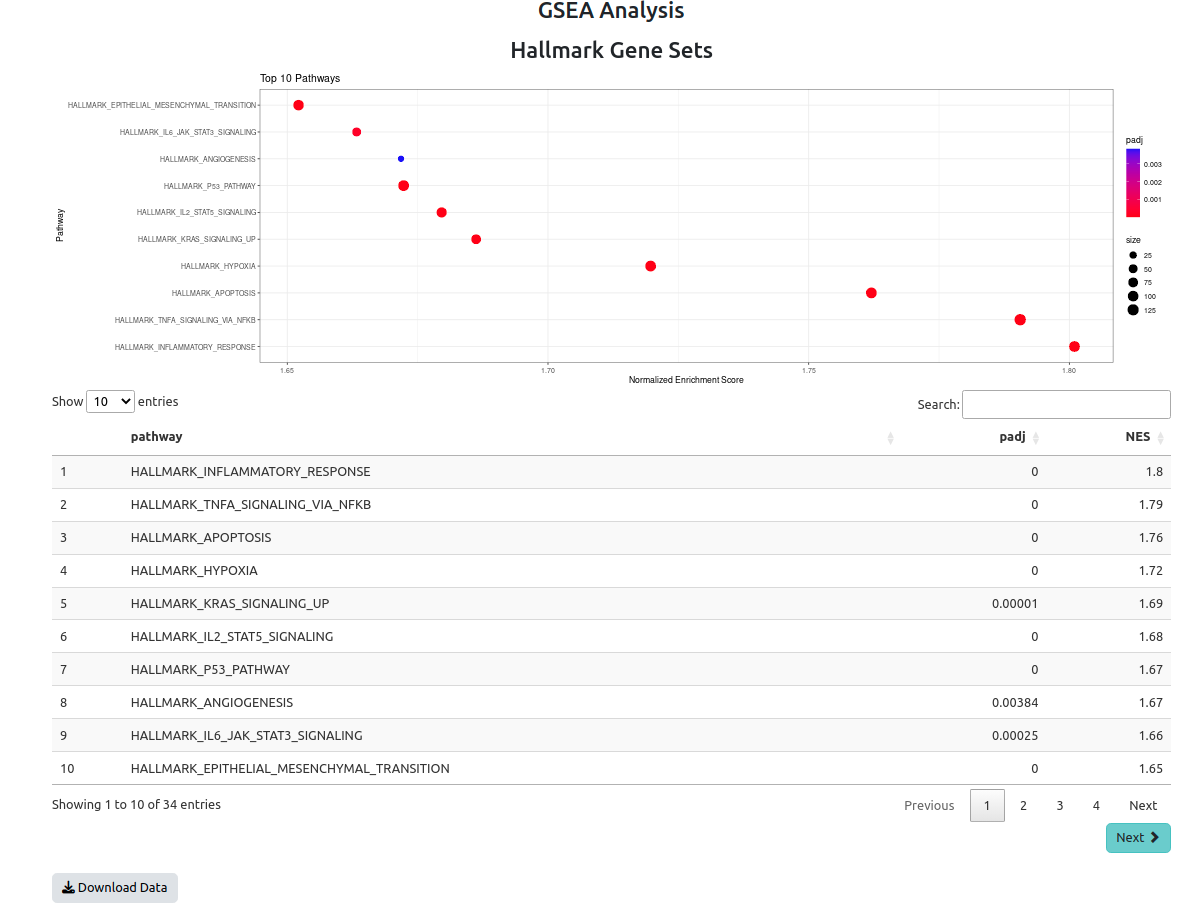 GSEA Analysis
Hallmark Gene Sets
Top 10 Pathways
HALLMARK_EPITHELIAL_MESENCHYMAL_TRANSITION
HALLMARK_IL6_JAK_STAT3_SIGNALING
HALLMARK_ANGIOGENESIS
HALLMARK_P53_PATHWAY
HALLMARK_IL2_STAT5_SIGNALING
HALLMARK_KRAS_SIGNALING_UP
HALLMARK_HYPOXIA
HALLMARK_APOPTOSIS
HALLMARK_TNFA_SIGNALING_VIA_NFKB
HALLMARK_INFLAMMATORY_RESPONSE
Pathway
1.65 1.70 1.75 1.80
Normalized Enrichment Score
padj
0.003
0.002
0.001
size
25
50
75
100
125
Show 10 entries Search:
pathway padj NES
1 HALLMARK_INFLAMMATORY_RESPONSE 0 1.8
2 HALLMARK_TNFA_SIGNALING_VIA_NFKB 0 1.79
3 HALLMARK_APOPTOSIS 0 1.76
4 HALLMARK_HYPOXIA 0 1.72
5 HALLMARK_KRAS_SIGNALING_UP 0.00001 1.69
6 HALLMARK_IL2_STAT5_SIGNALING 0 1.68
7 HALLMARK_P53_PATHWAY 0 1.67
8 HALLMARK_ANGIOGENESIS 0.00384 1.67
9 HALLMARK_IL6_JAK_STAT3_SIGNALING 0.00025 1.66
10 HALLMARK_EPITHELIAL_MESENCHYMAL_TRANSITION 0 1.65
Showing 1 to 10 of 34 entries Previous 1 2 3 4 Next
Next
Download Data